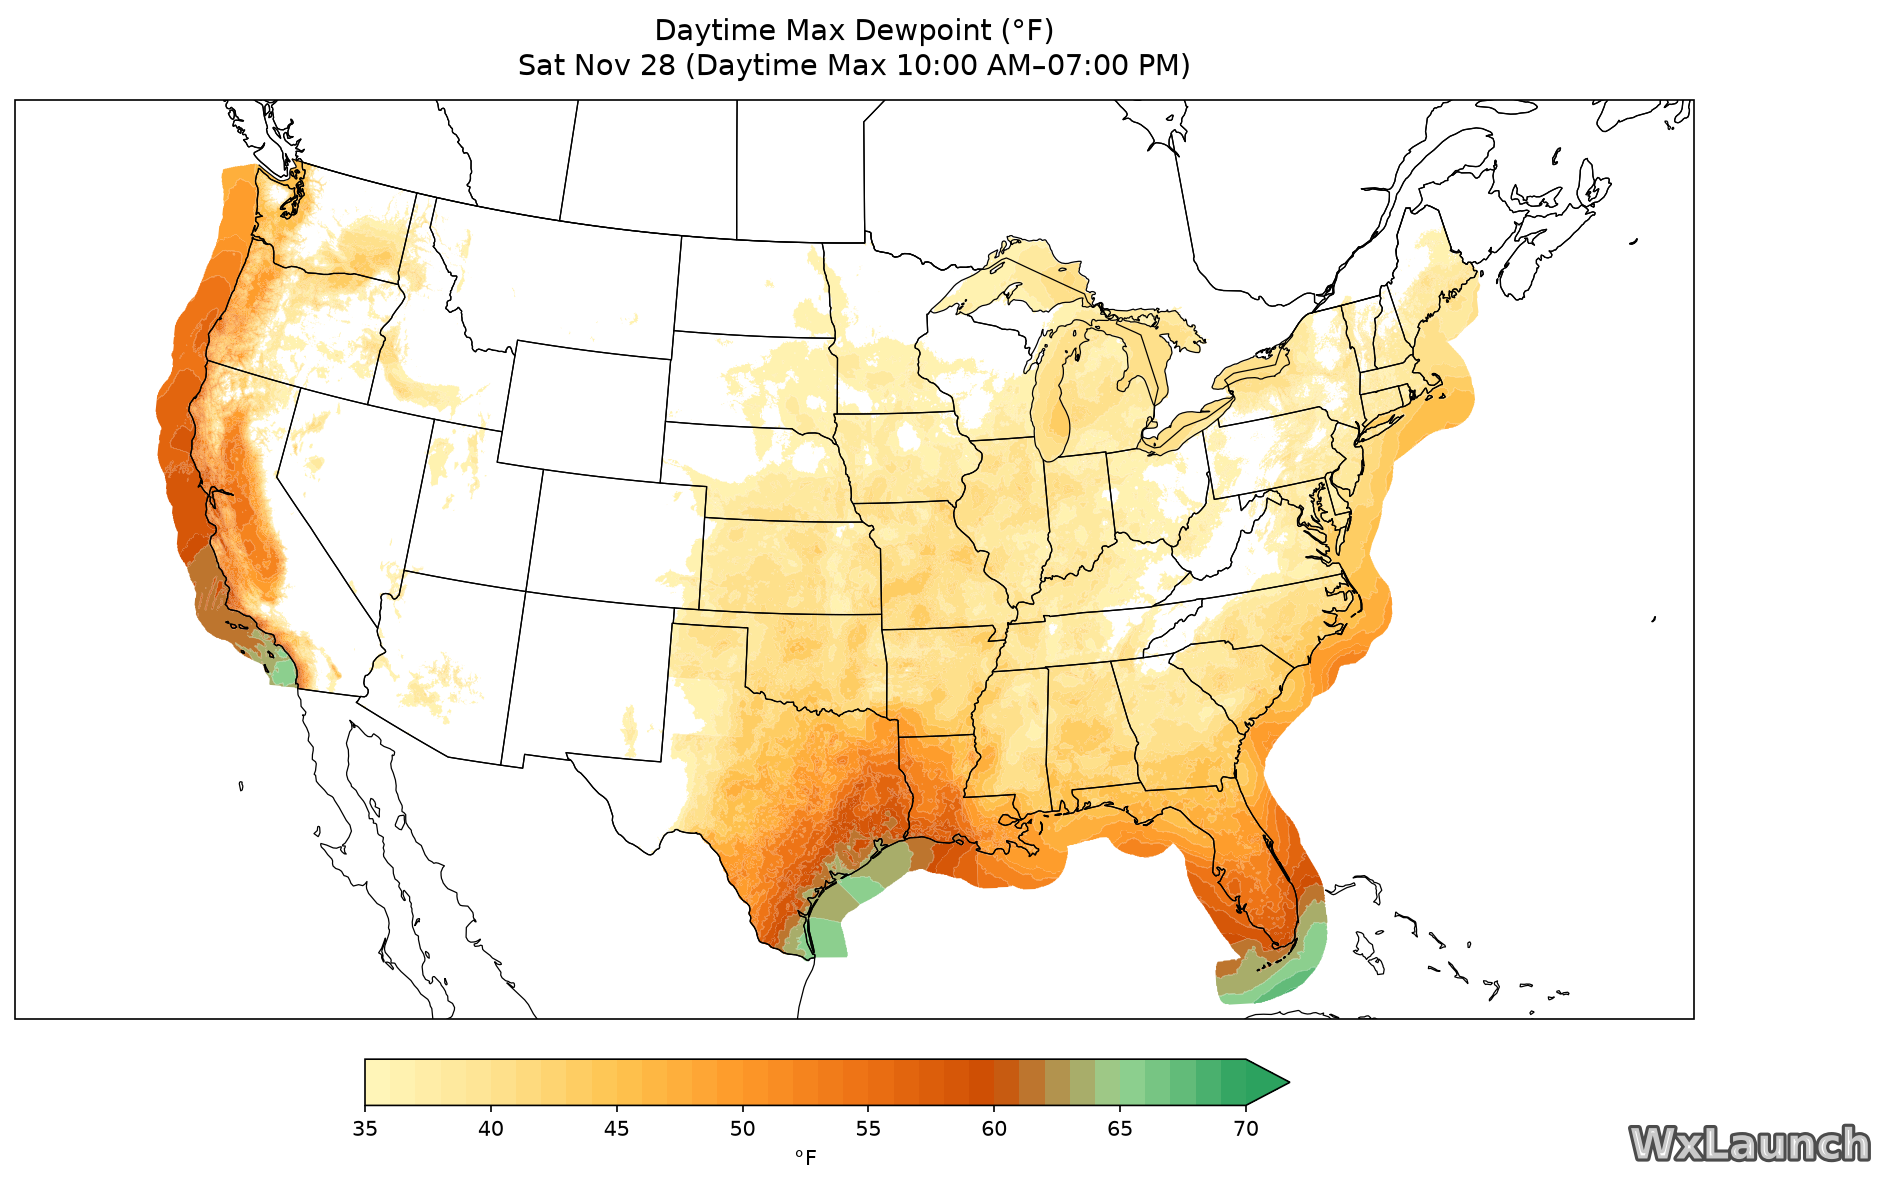 Daytime Max Dewpoint (°F)
Sat Nov 28 (Daytime Max 10:00 AM–07:00 PM)
35 40 45 50 55 60 65 70
°F
WxLaunch